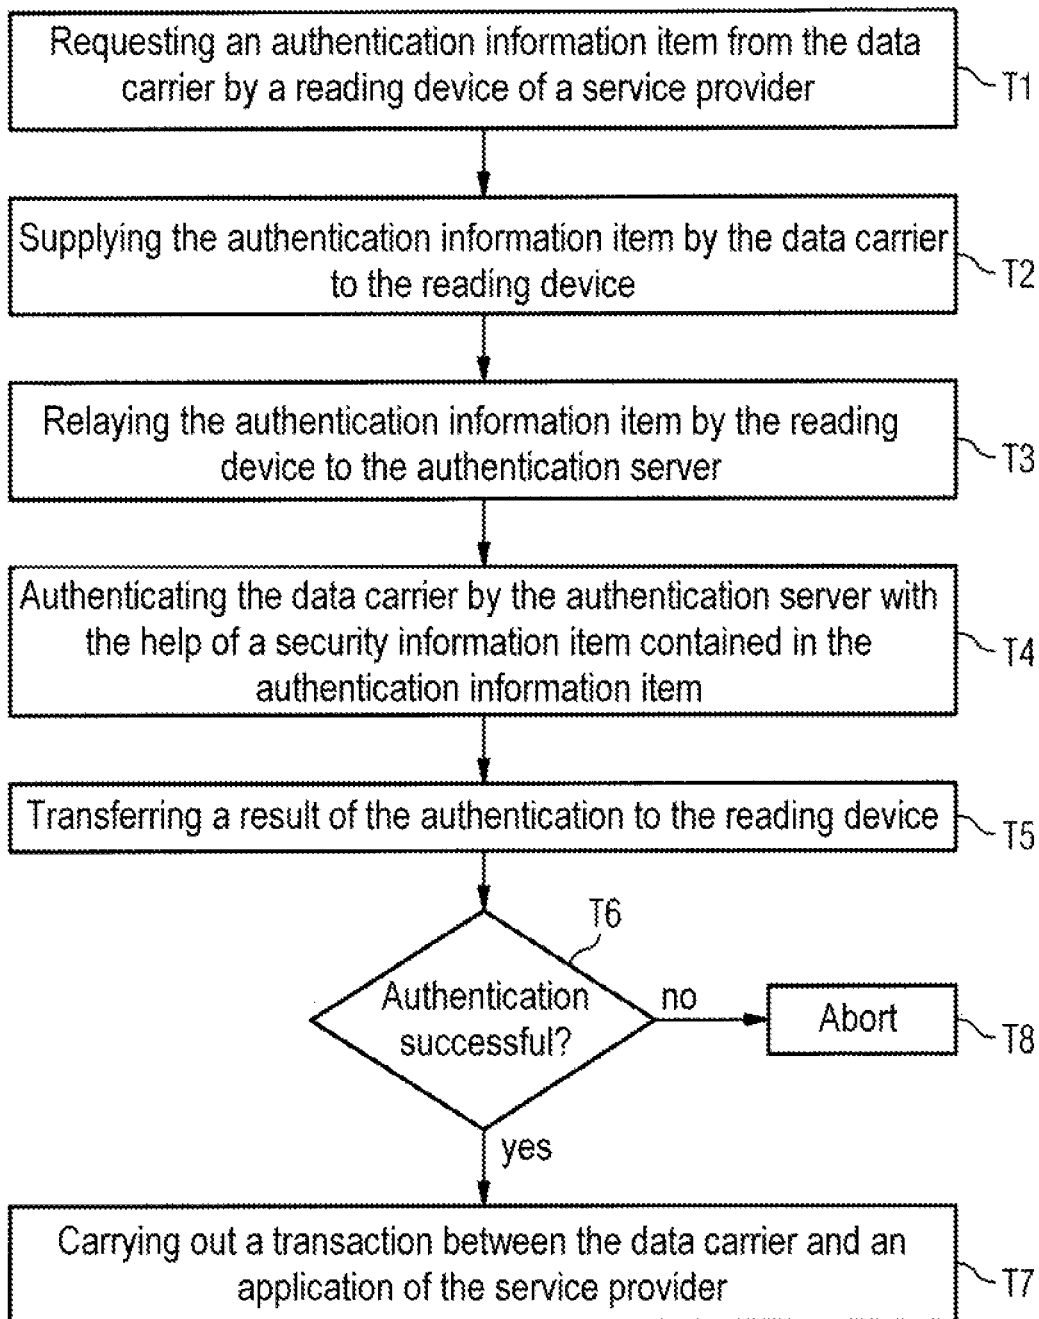 Requesting an authentication information item from the data
carrier by a reading device of a service provider
T1
Supplying the authentication information item by the data carrier
to the reading device
T2
Relaying the authentication information item by the reading
device to the authentication server
T3
Authenticating the data carrier by the authentication server with
the help of a security information item contained in the
authentication information item
T4
Transferring a result of the authentication to the reading device
T5
T6
Authentication
successful?
no
Abort
T8
yes
Carrying out a transaction between the data carrier and an
application of the service provider
T7